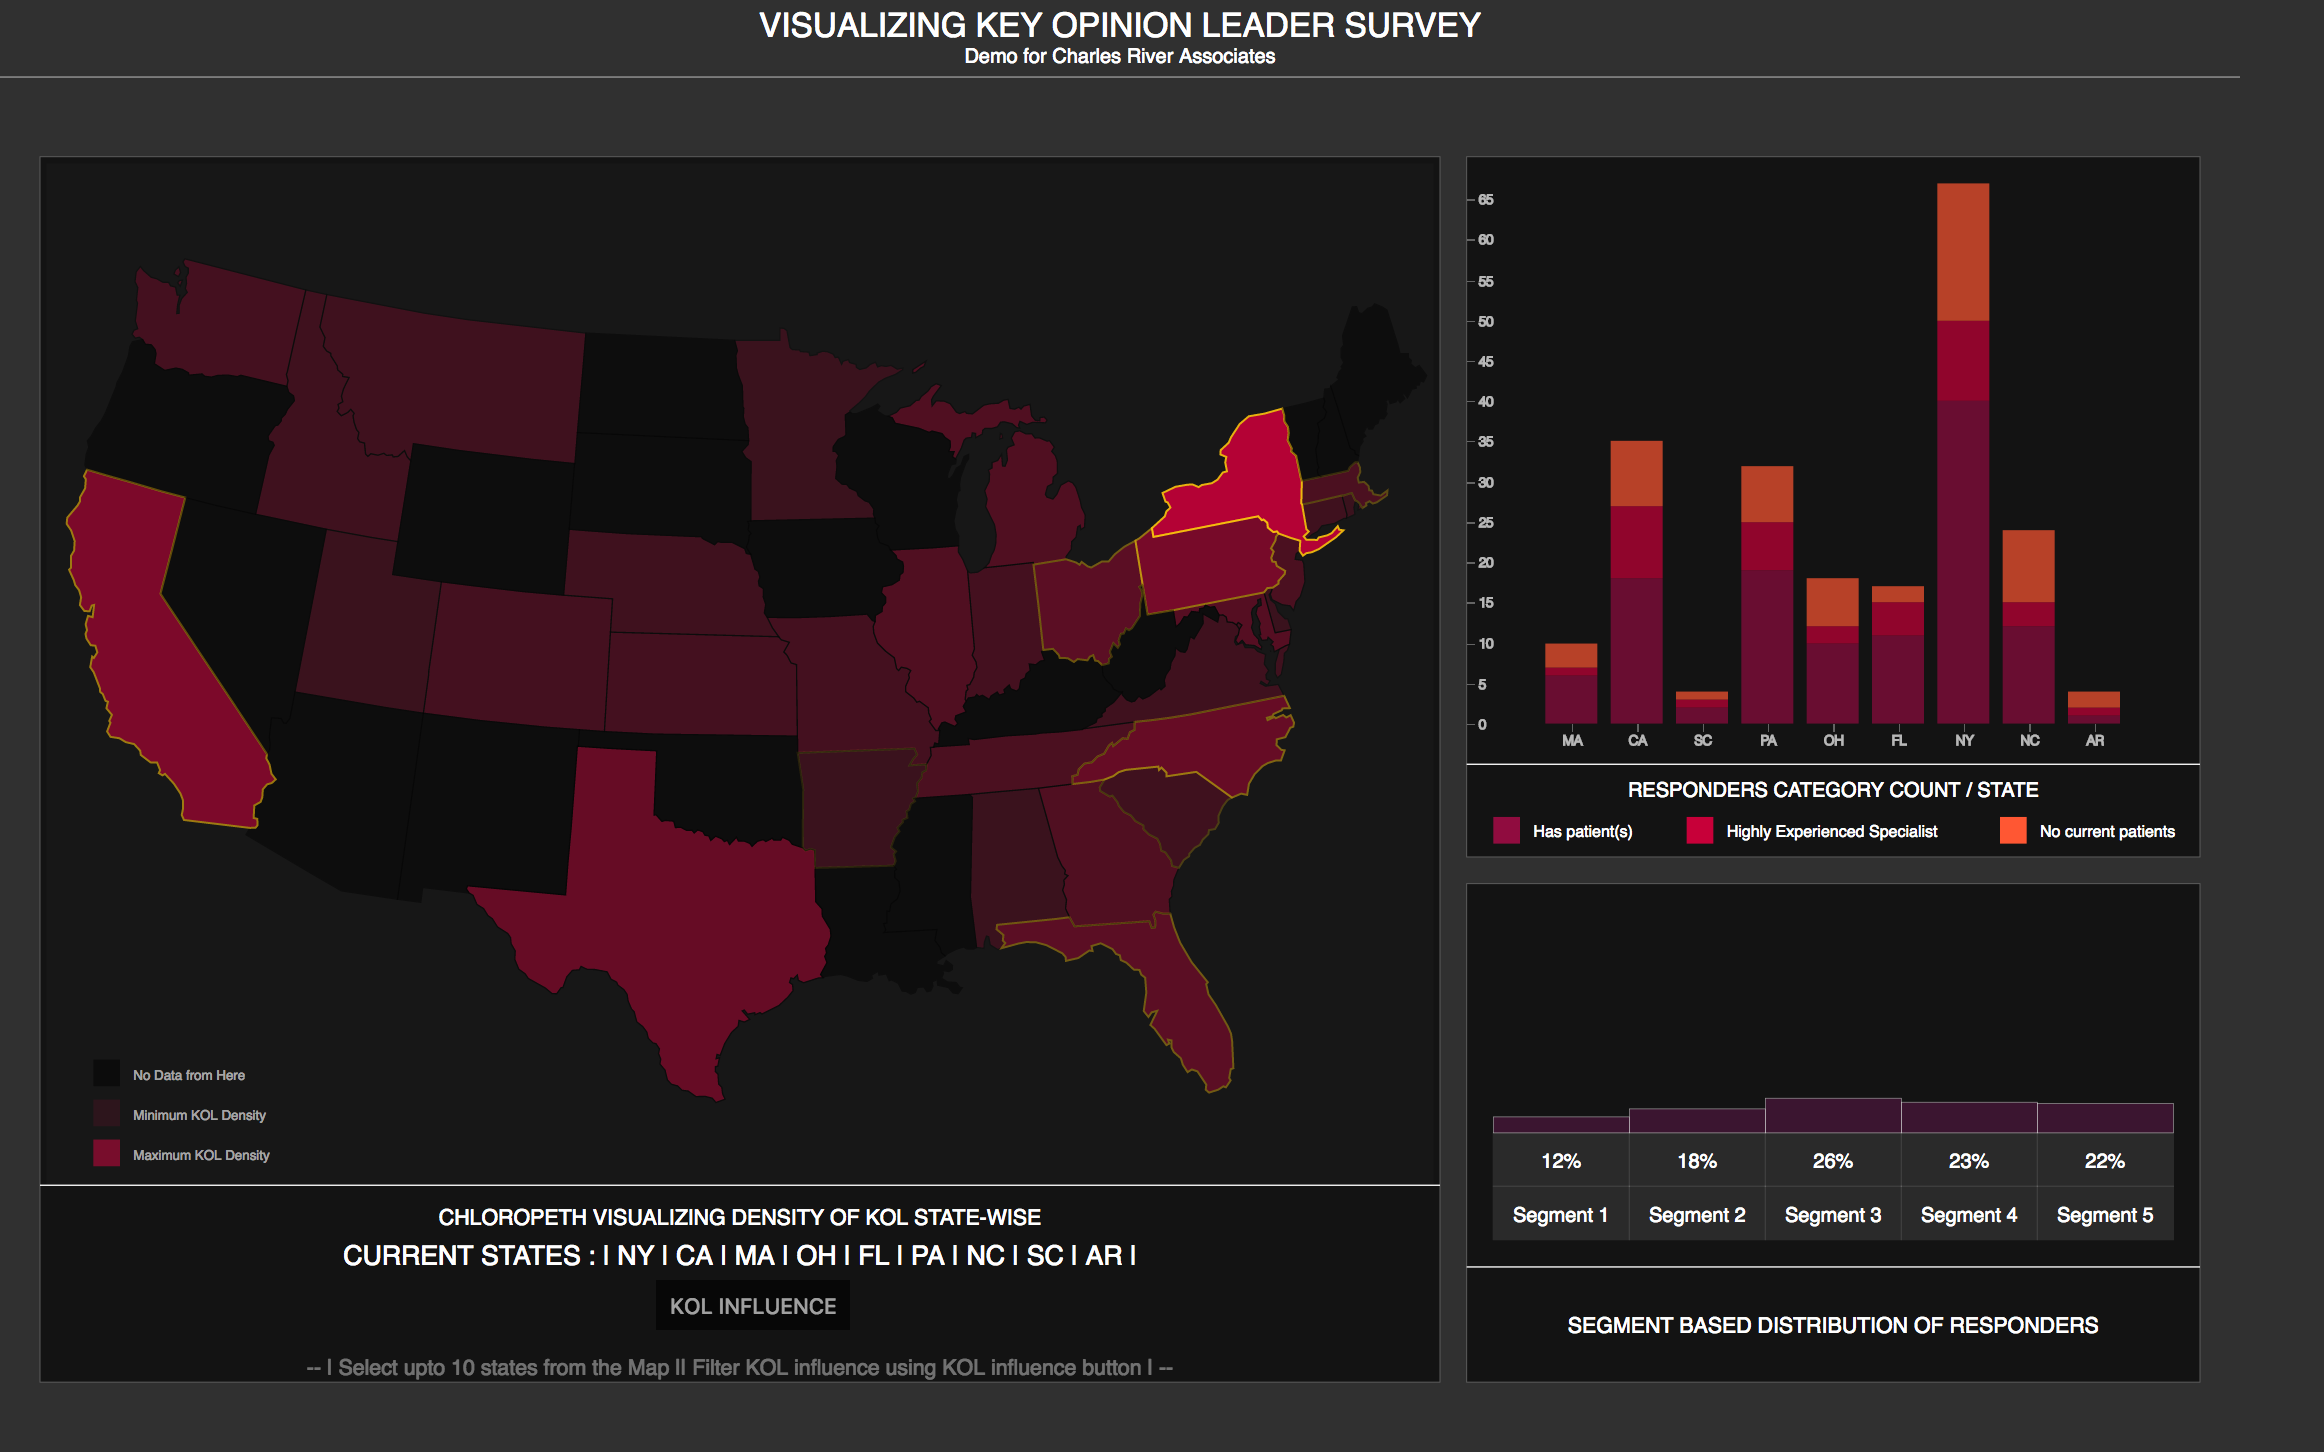 VISUALIZING KEY OPINION LEADER SURVEY
Demo for Charles River Associates
No Data from Here
Minimum KOL Density
Maximum KOL Density
CHLOROPETH VISUALIZING DENSITY OF KOL STATE-WISE
CURRENT STATES : | NY | CA | MA | OH | FL | PA | NC | SC | AR |
KOL INFLUENCE
-- | Select upto 10 states from the Map || Filter KOL influence using KOL influence button | --
65
60
55
50
45
40
35
30
25
20
15
10
5
0
MA CA SC PA OH FL NY NC AR
RESPONDERS CATEGORY COUNT / STATE
Has patient(s) Highly Experienced Specialist No current patients
12% 18% 26% 23% 22%
Segment 1 Segment 2 Segment 3 Segment 4 Segment 5
SEGMENT BASED DISTRIBUTION OF RESPONDERS